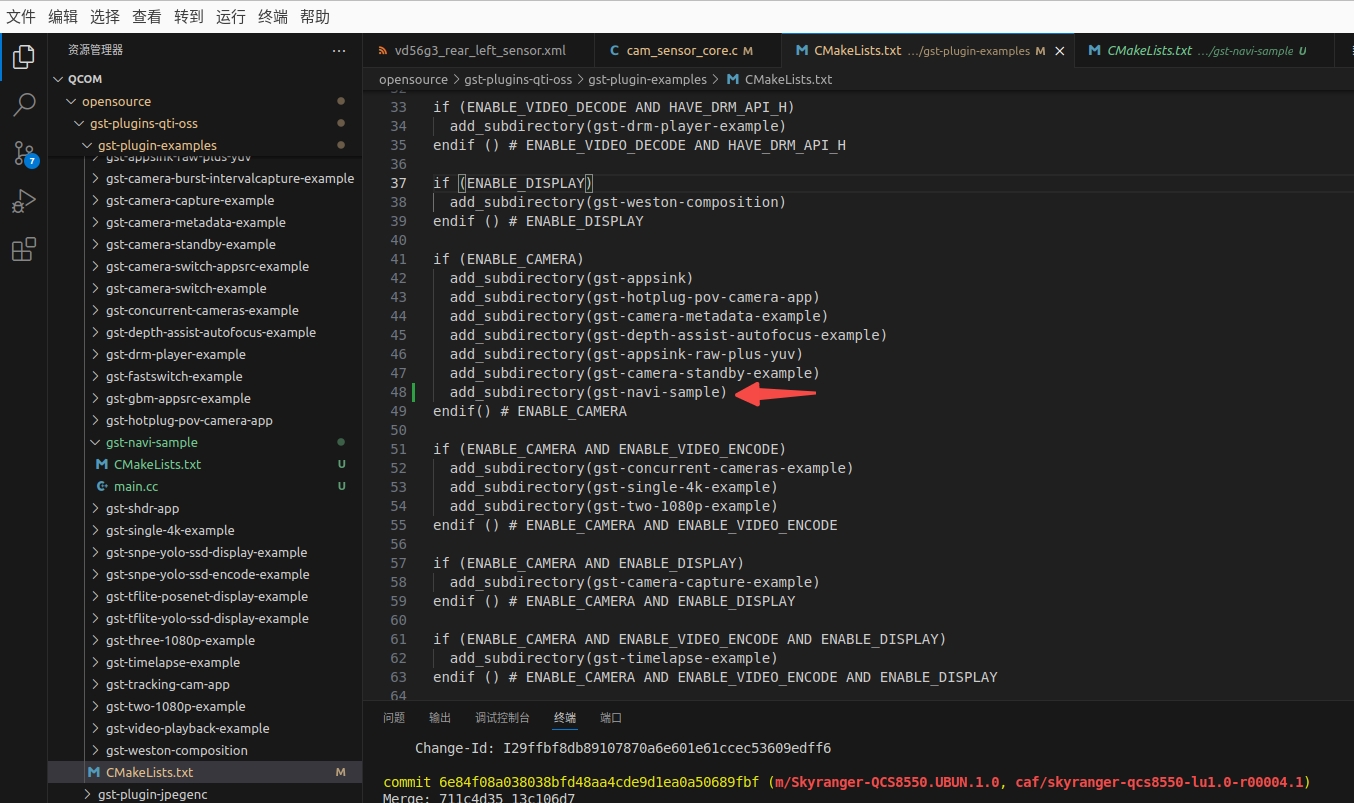 文件 编辑 选择 查看 转到 运行 终端 帮助
资源管理器
QCOM
opensource
gst-plugins-qti-oss
gst-plugin-examples
gst-appsink-raw-plus-yuv
gst-camera-burst-intervalcapture-example
gst-camera-capture-example
gst-camera-metadata-example
gst-camera-standby-example
gst-camera-switch-appsrc-example
gst-camera-switch-example
gst-concurrent-cameras-example
gst-depth-assist-autofocus-example
gst-drm-player-example
gst-fastswitch-example
gst-gbm-appsrc-example
gst-hotplug-pov-camera-app
gst-navi-sample
CMakeLists.txt U
main.cc U
gst-shdr-app
gst-single-4k-example
gst-snpe-yolo-ssd-display-example
gst-snpe-yolo-ssd-encode-example
gst-tflite-posenet-display-example
gst-tflite-yolo-ssd-display-example
gst-three-1080p-example
gst-timelapse-example
gst-tracking-cam-app
gst-two-1080p-example
gst-video-playback-example
gst-weston-composition
CMakeLists.txt M
gst-plugin-jpegenc
7
vd56g3_rear_left_sensor.xml C cam_sensor_core.c M M CMakeLists.txt .../gst-plugin-examples M M CMakeLists.txt .../gst-navi-sample U
opensource > gst-plugins-qti-oss > gst-plugin-examples > M CMakeLists.txt
32
33 if (ENABLE_VIDEO_DECODE AND HAVE_DRM_API_H)
34 add_subdirectory(gst-drm-player-example)
35 endif () # ENABLE_VIDEO_DECODE AND HAVE_DRM_API_H
36
37 if (ENABLE_DISPLAY)
38 add_subdirectory(gst-weston-composition)
39 endif () # ENABLE_DISPLAY
40
41 if (ENABLE_CAMERA)
42 add_subdirectory(gst-appsink)
43 add_subdirectory(gst-hotplug-pov-camera-app)
44 add_subdirectory(gst-camera-metadata-example)
45 add_subdirectory(gst-depth-assist-autofocus-example)
46 add_subdirectory(gst-appsink-raw-plus-yuv)
47 add_subdirectory(gst-camera-standby-example)
48 add_subdirectory(gst-navi-sample)
49 endif() # ENABLE_CAMERA
50
51 if (ENABLE_CAMERA AND ENABLE_VIDEO_ENCODE)
52 add_subdirectory(gst-concurrent-cameras-example)
53 add_subdirectory(gst-single-4k-example)
54 add_subdirectory(gst-two-1080p-example)
55 endif () # ENABLE_CAMERA AND ENABLE_VIDEO_ENCODE
56
57 if (ENABLE_CAMERA AND ENABLE_DISPLAY)
58 add_subdirectory(gst-camera-capture-example)
59 endif () # ENABLE_CAMERA AND ENABLE_DISPLAY
60
61 if (ENABLE_CAMERA AND ENABLE_VIDEO_ENCODE AND ENABLE_DISPLAY)
62 add_subdirectory(gst-timelapse-example)
63 endif () # ENABLE_CAMERA AND ENABLE_VIDEO_ENCODE AND ENABLE_DISPLAY
64
问题 输出 调试控制台 终端 端口
Change-Id: I29ffbf8db89107870a6e601e61ccec53609edff6
commit 6e84f08a038038bfd48aa4cde9d1ea0a50689fbf (m/Skyranger-QCS8550.UBUN.1.0, caf/skyranger-qcs8550-lu1.0-r00004.1)
Merge: 711c4d35 13c106d7